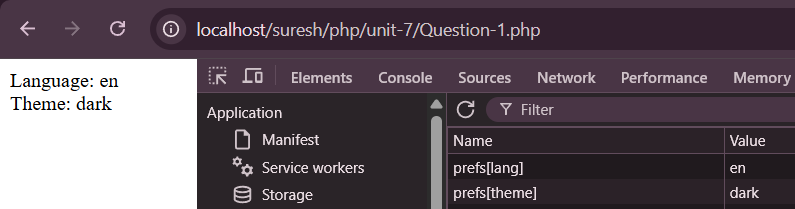 localhost/suresh/php/unit-7/Question-1.php
Language: en
Theme: dark
Elements Console Sources Network Performance Memory
Application
Manifest
Service workers
Storage
Filter
Name Value
prefs[lang] en
prefs[theme] dark